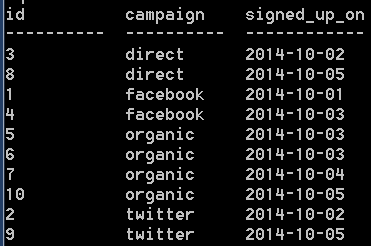 id campaign signed_up_on
---------- ---------- ------------
3 direct 2014-10-02
8 direct 2014-10-05
1 facebook 2014-10-01
4 facebook 2014-10-03
5 organic 2014-10-03
6 organic 2014-10-03
7 organic 2014-10-04
10 organic 2014-10-05
2 twitter 2014-10-02
9 twitter 2014-10-05